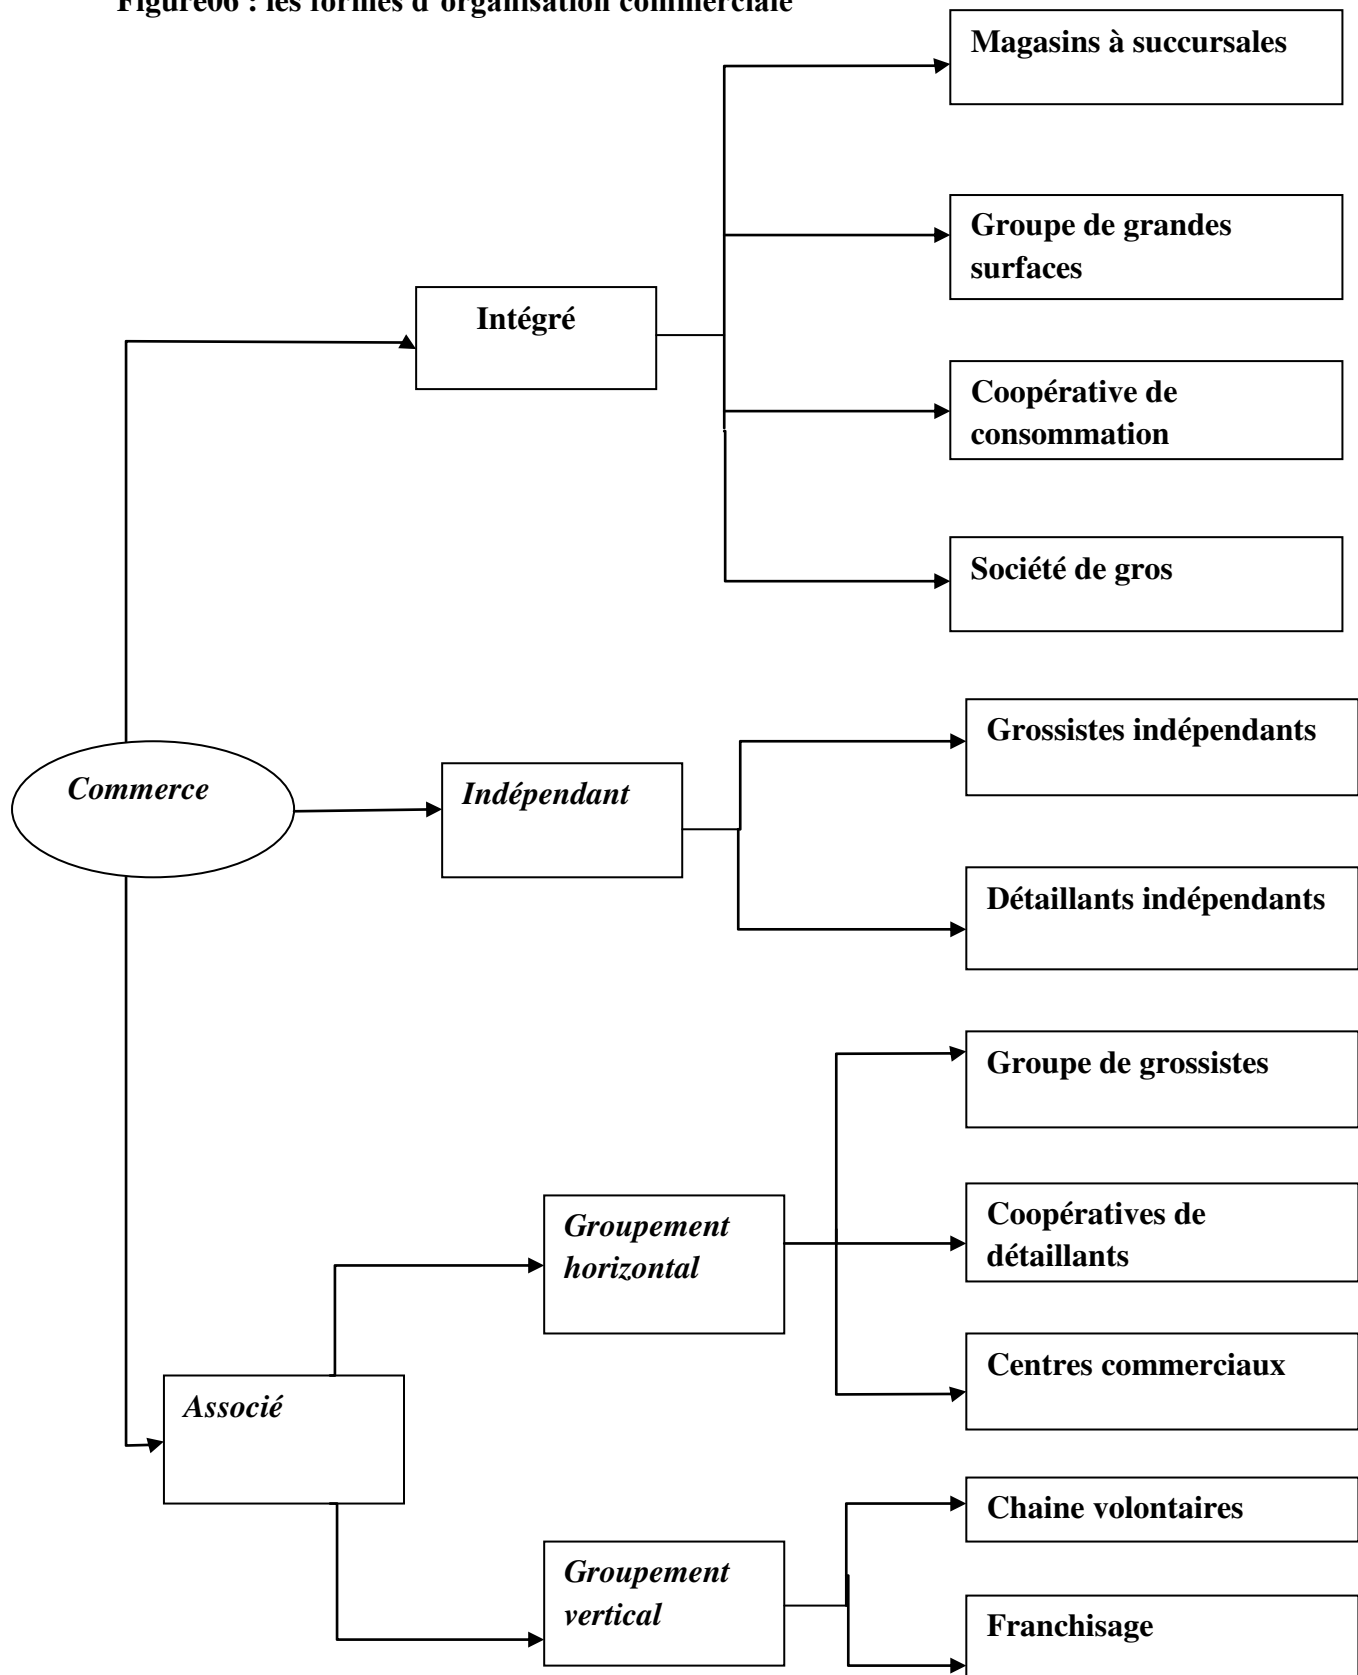 Figure06 : les formes d'organisation commerciale
Magasins à succursales
Groupe de grandes
surfaces
Intégré
Coopérative de
consommation
Société de gros
Grossistes indépendants
Commerce
Indépendant
Détaillants indépendants
Groupe de grossistes
Groupement
horizontal
Coopératives de
détaillants
Centres commerciaux
Associé
Chaine volontaires
Groupement
vertical
Franchisage